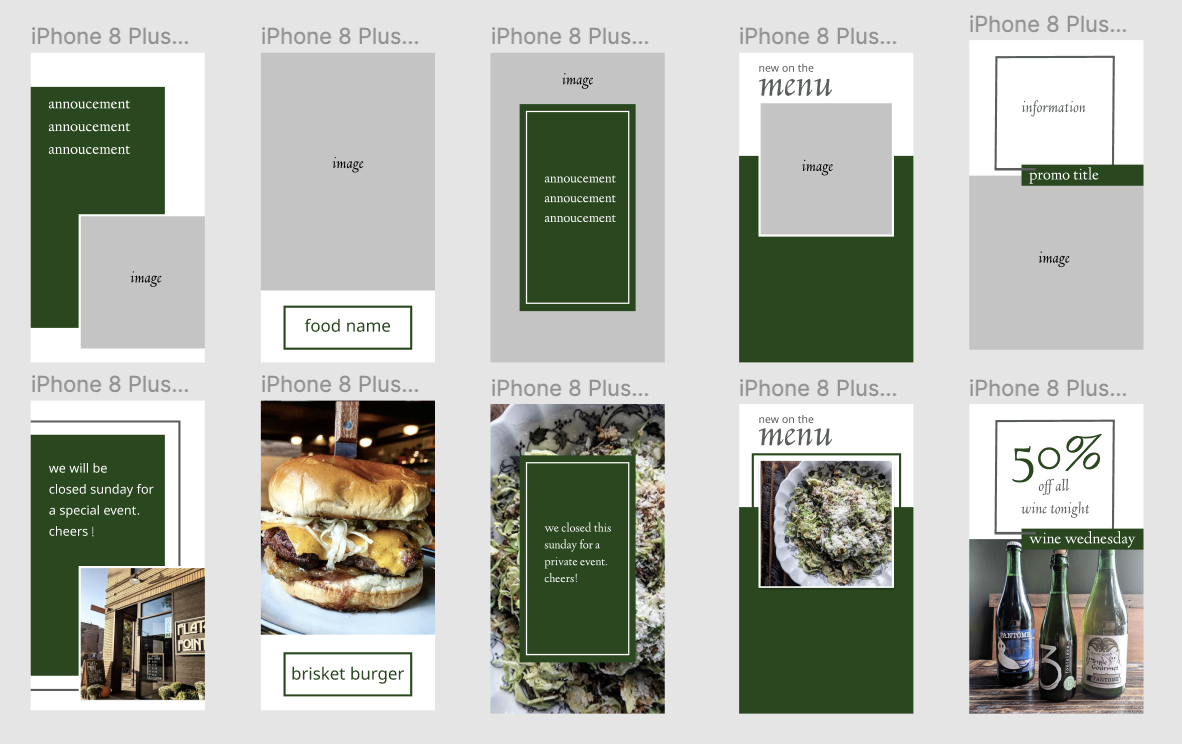 iPhone 8 Plus...
iPhone 8 Plus...
iPhone 8 Plus...
iPhone 8 Plus...
iPhone 8 Plus...
annoucement
annoucement
annoucement
image
image
food name
image
annoucement
annoucement
annoucement
new on the
menu
image
information
promo title
image
iPhone 8 Plus...
iPhone 8 Plus...
iPhone 8 Plus...
iPhone 8 Plus...
iPhone 8 Plus...
we will be
closed sunday for
a special event.
cheers !
brisket burger
we closed this
sunday for a
private event.
cheers!
new on the
menu
50%
off all
wine tonight
wine wednesday
FANTÔME
3
FANTÔME